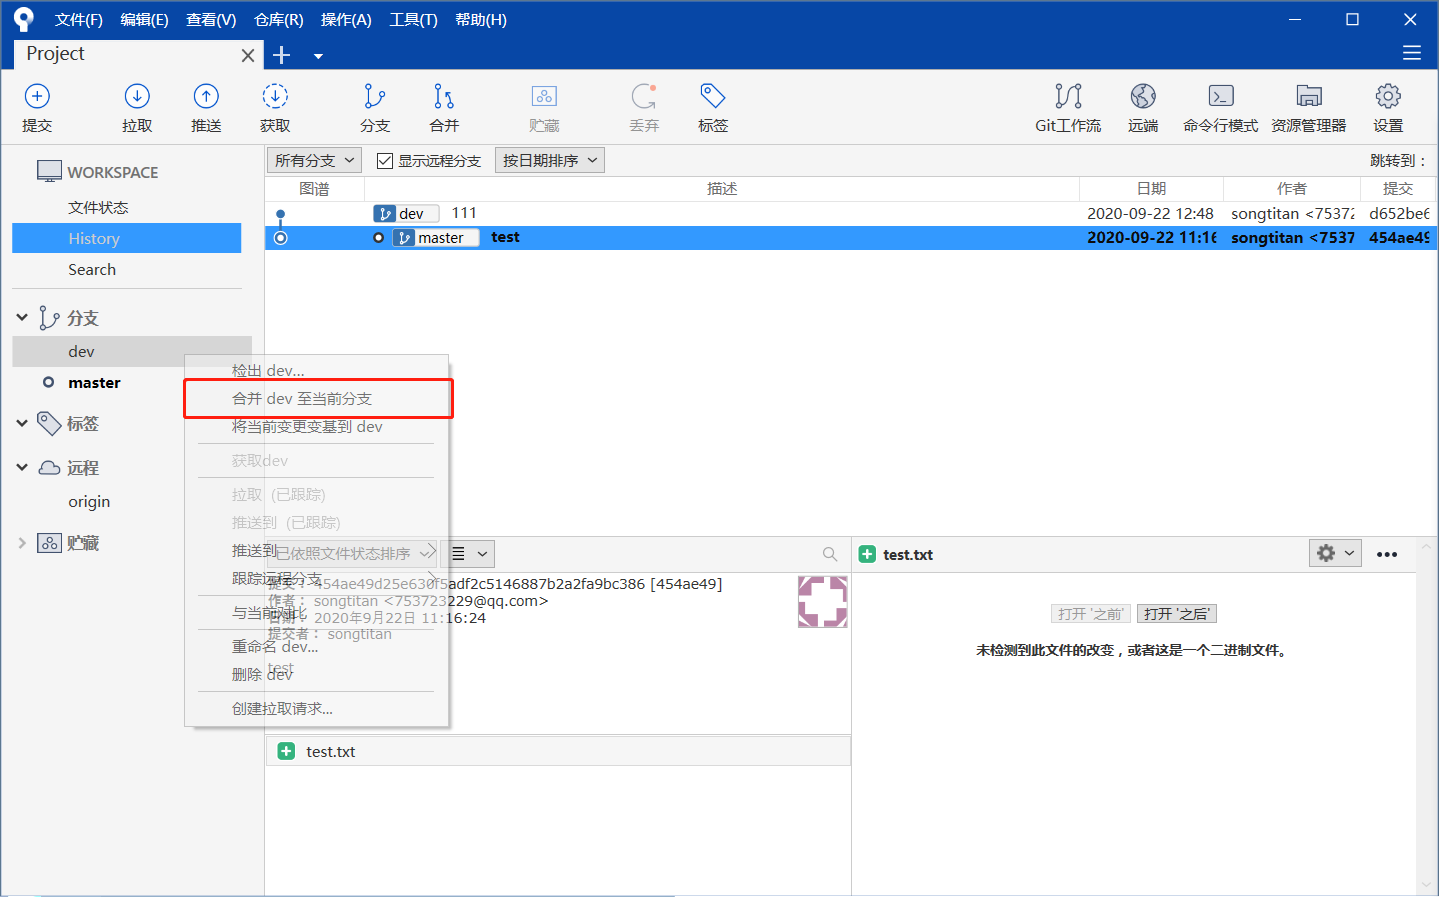 文件(F) 编辑(E) 查看(V) 仓库(R) 操作(A) 工具(T) 帮助(H)
Project
提交 拉取 推送 获取 分支 合并 贮藏 丢弃 标签 Git工作流 远端 命令行模式 资源管理器 设置
WORKSPACE
文件状态
History
Search
分支
dev
master
标签
远程
origin
贮藏
所有分支 显示远程分支 按日期排序 跳转到：
图谱 描述 日期 作者 提交
dev 111 2020-09-22 12:48 songtitan <75372 d652be6
master test 2020-09-22 11:16 songtitan <7537 454ae49
检出 dev...
合并 dev 至当前分支
将当前变更变基到 dev
获取dev
拉取 (已跟踪)
推送到 (已跟踪)
推送到
跟踪远程分支
与当前对比
重命名 dev...
删除 dev
创建拉取请求...
已依照文件状态排序
提交： 454ae49d25e630f5adf2c5146887b2a2fa9bc386 [454ae49]
作者： songtitan <753723229@qq.com>
日期： 2020年9月22日 11:16:24
提交者： songtitan
test
test.txt
test.txt
打开 '之前' 打开 '之后'
未检测到此文件的改变，或者这是一个二进制文件。